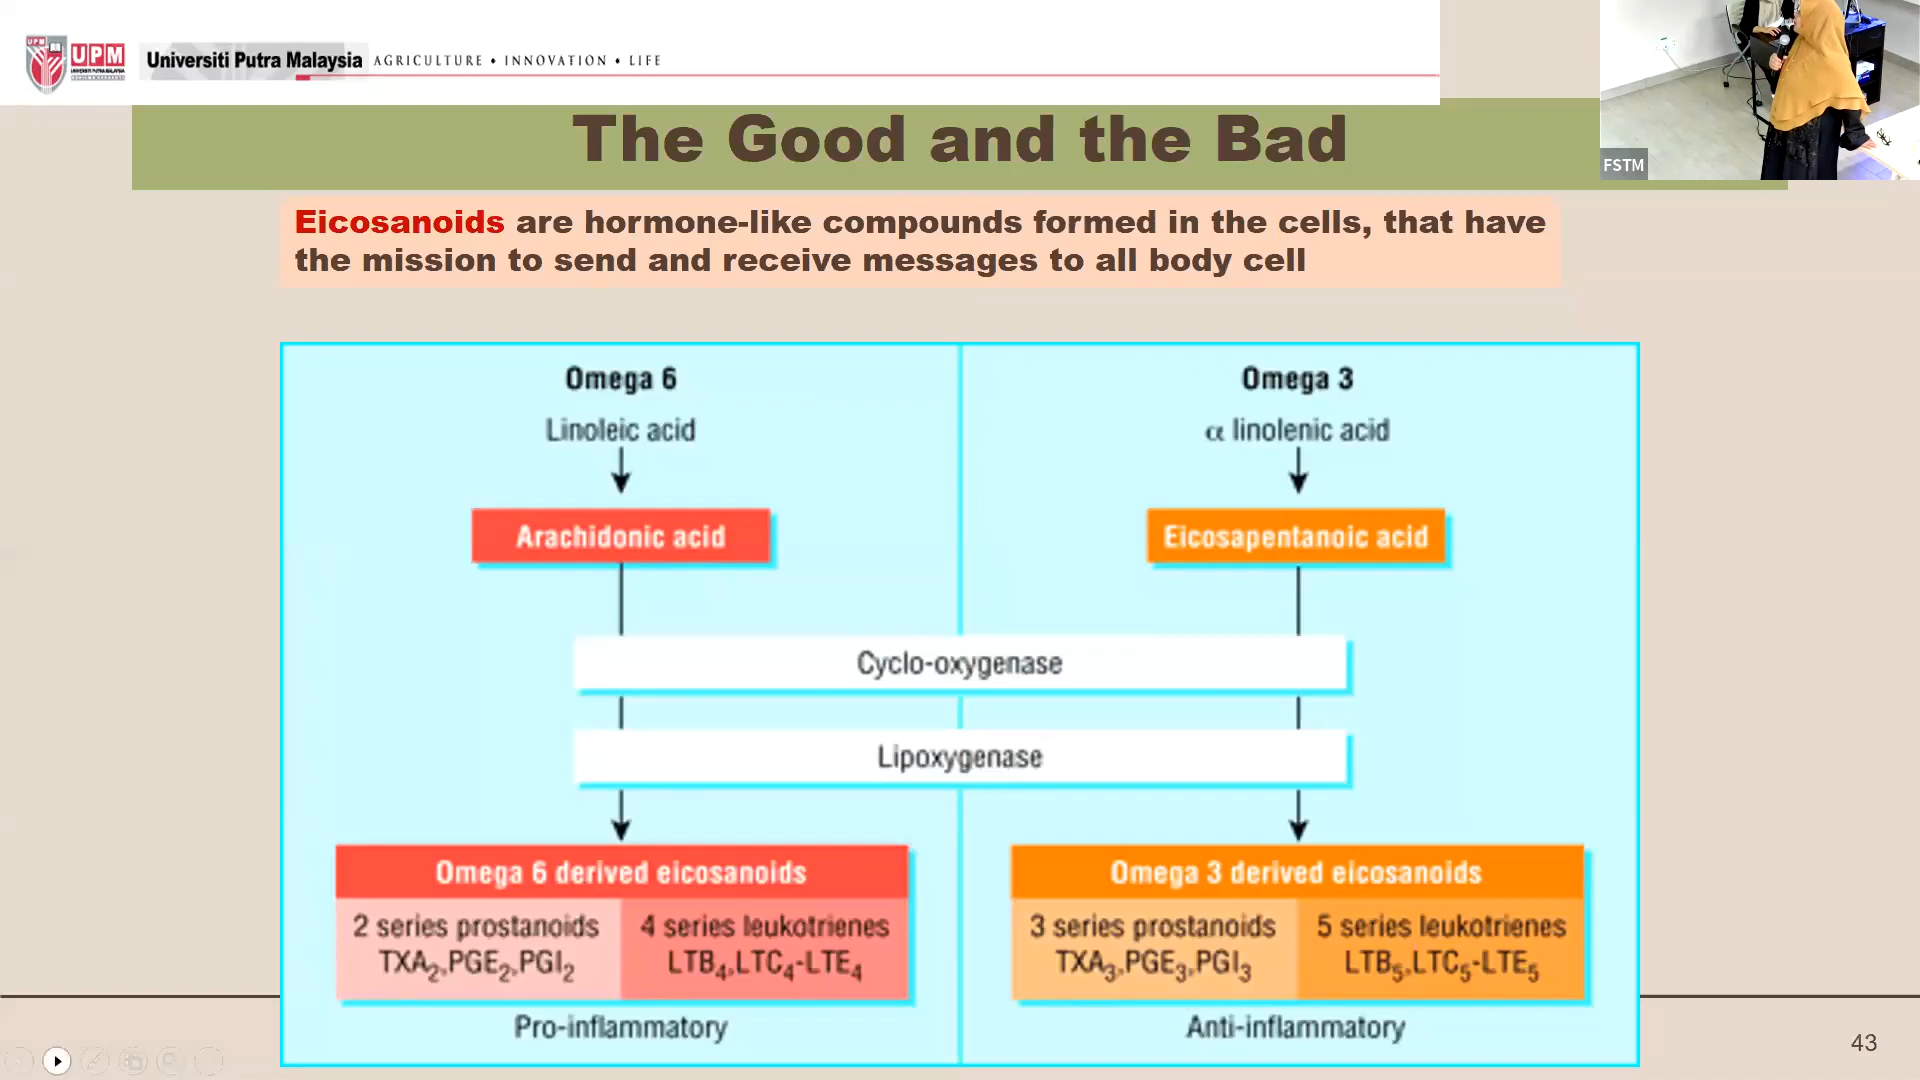 UPM
UPM
UNIVERSITI PUTRA MALAYSIA
Universiti Putra Malaysia
AGRICULTURE • INNOVATION • LIFE
FSTM
The Good and the Bad
Eicosanoids are hormone-like compounds formed in the cells, that have
the mission to send and receive messages to all body cell
Omega 6
Linoleic acid
Arachidonic acid
Omega 3
α linolenic acid
Eicosapentanoic acid
Cyclo-oxygenase
Lipoxygenase
Omega 6 derived eicosanoids
2 series prostanoids
TXA₂,PGE₂,PGI₂
4 series leukotrienes
LTB₄,LTC₄-LTE₄
Pro-inflammatory
Omega 3 derived eicosanoids
3 series prostanoids
TXA₃,PGE₃,PGI₃
5 series leukotrienes
LTB₅,LTC₅-LTE₅
Anti-inflammatory
43